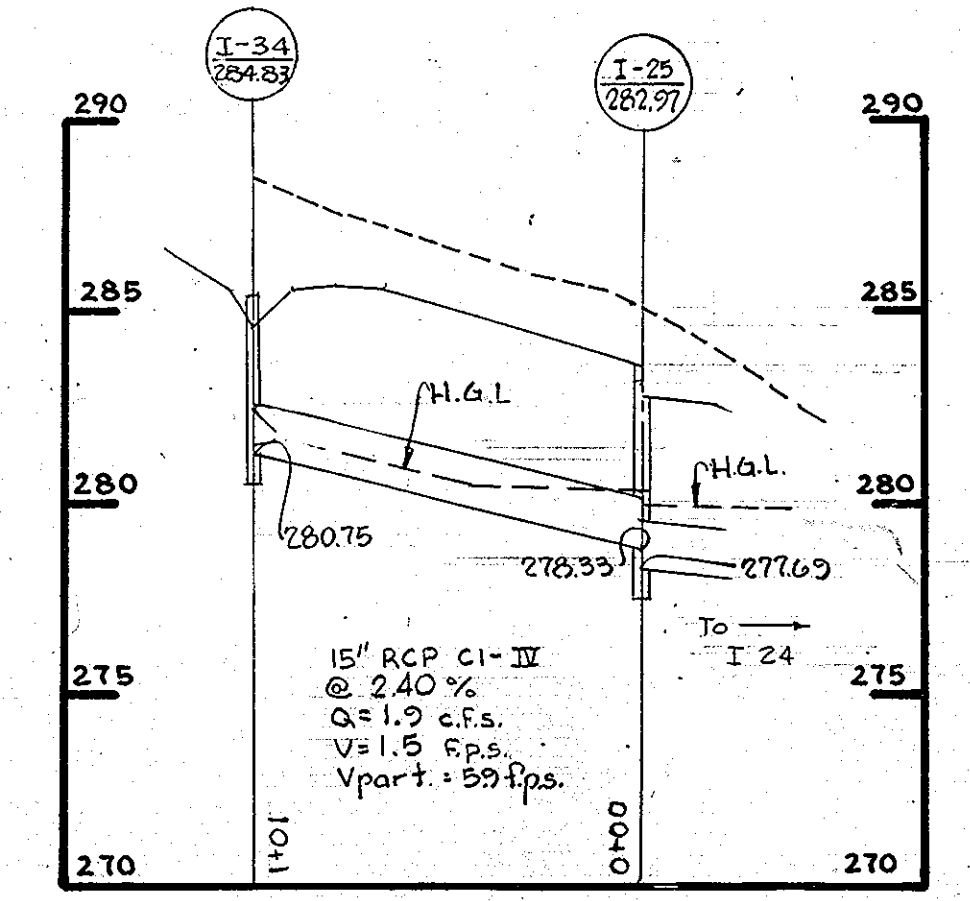 I-34
284.83
I-25
282.97
290
290
285
285
H.G.L
H.G.L.
280
280
280.75
278.33
277.69
To
I 24
15" RCP Cl-IV
@ 2.40 %
Q=1.9 c.f.s.
V=1.5 f.p.s.
Vpart.=5.9 f.p.s.
275
275
1+01
0+00
270
270